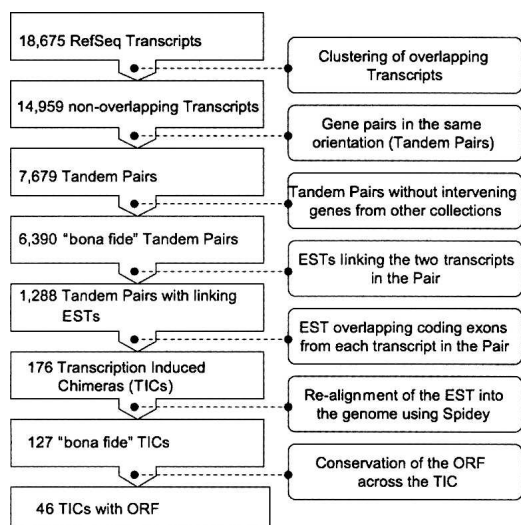 18,675 RefSeq Transcripts
Clustering of overlapping
Transcripts
14,959 non-overlapping Transcripts
Gene pairs in the same
orientation (Tandem Pairs)
7,679 Tandem Pairs
Tandem Pairs without intervening
genes from other collections
6,390 "bona fide" Tandem Pairs
ESTs linking the two transcripts
in the Pair
1,288 Tandem Pairs with linking
ESTs
EST overlapping coding exons
from each transcript in the Pair
176 Transcription Induced
Chimeras (TICs)
Re-alignment of the EST into
the genome using Spidey
127 "bona fide" TICs
Conservation of the ORF
across the TIC
46 TICs with ORF